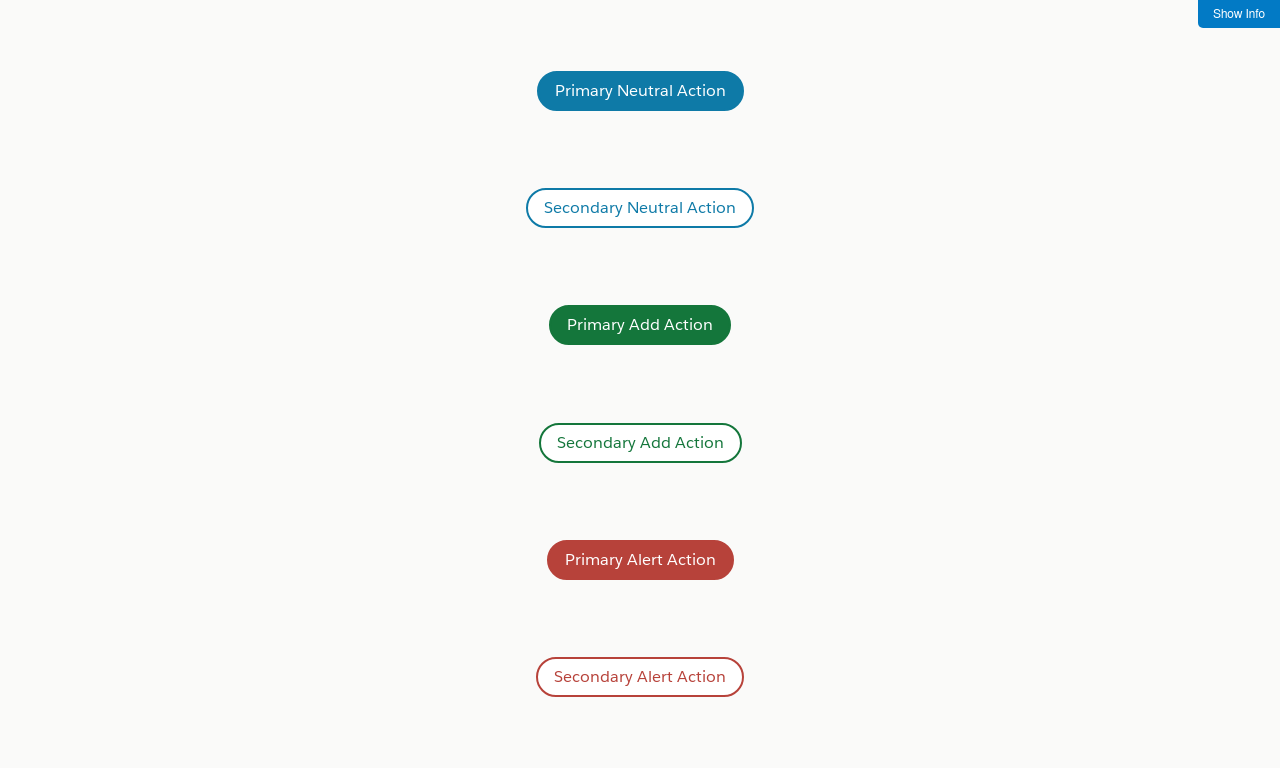 Show Info
Primary Neutral Action
Secondary Neutral Action
Primary Add Action
Secondary Add Action
Primary Alert Action
Secondary Alert Action